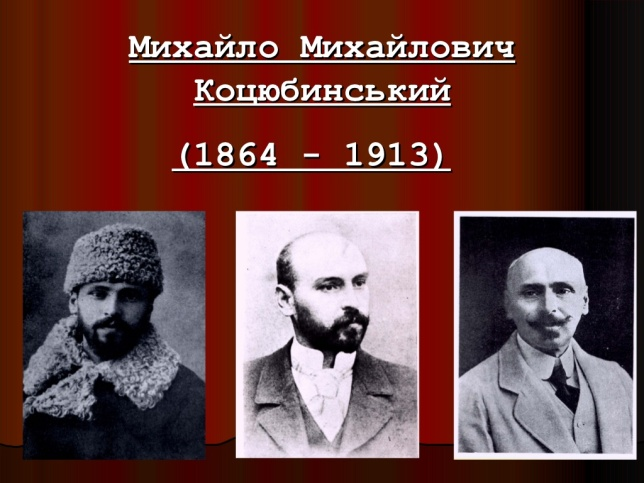 Михайло Михайлович
Коцюбинський
(1864 - 1913)